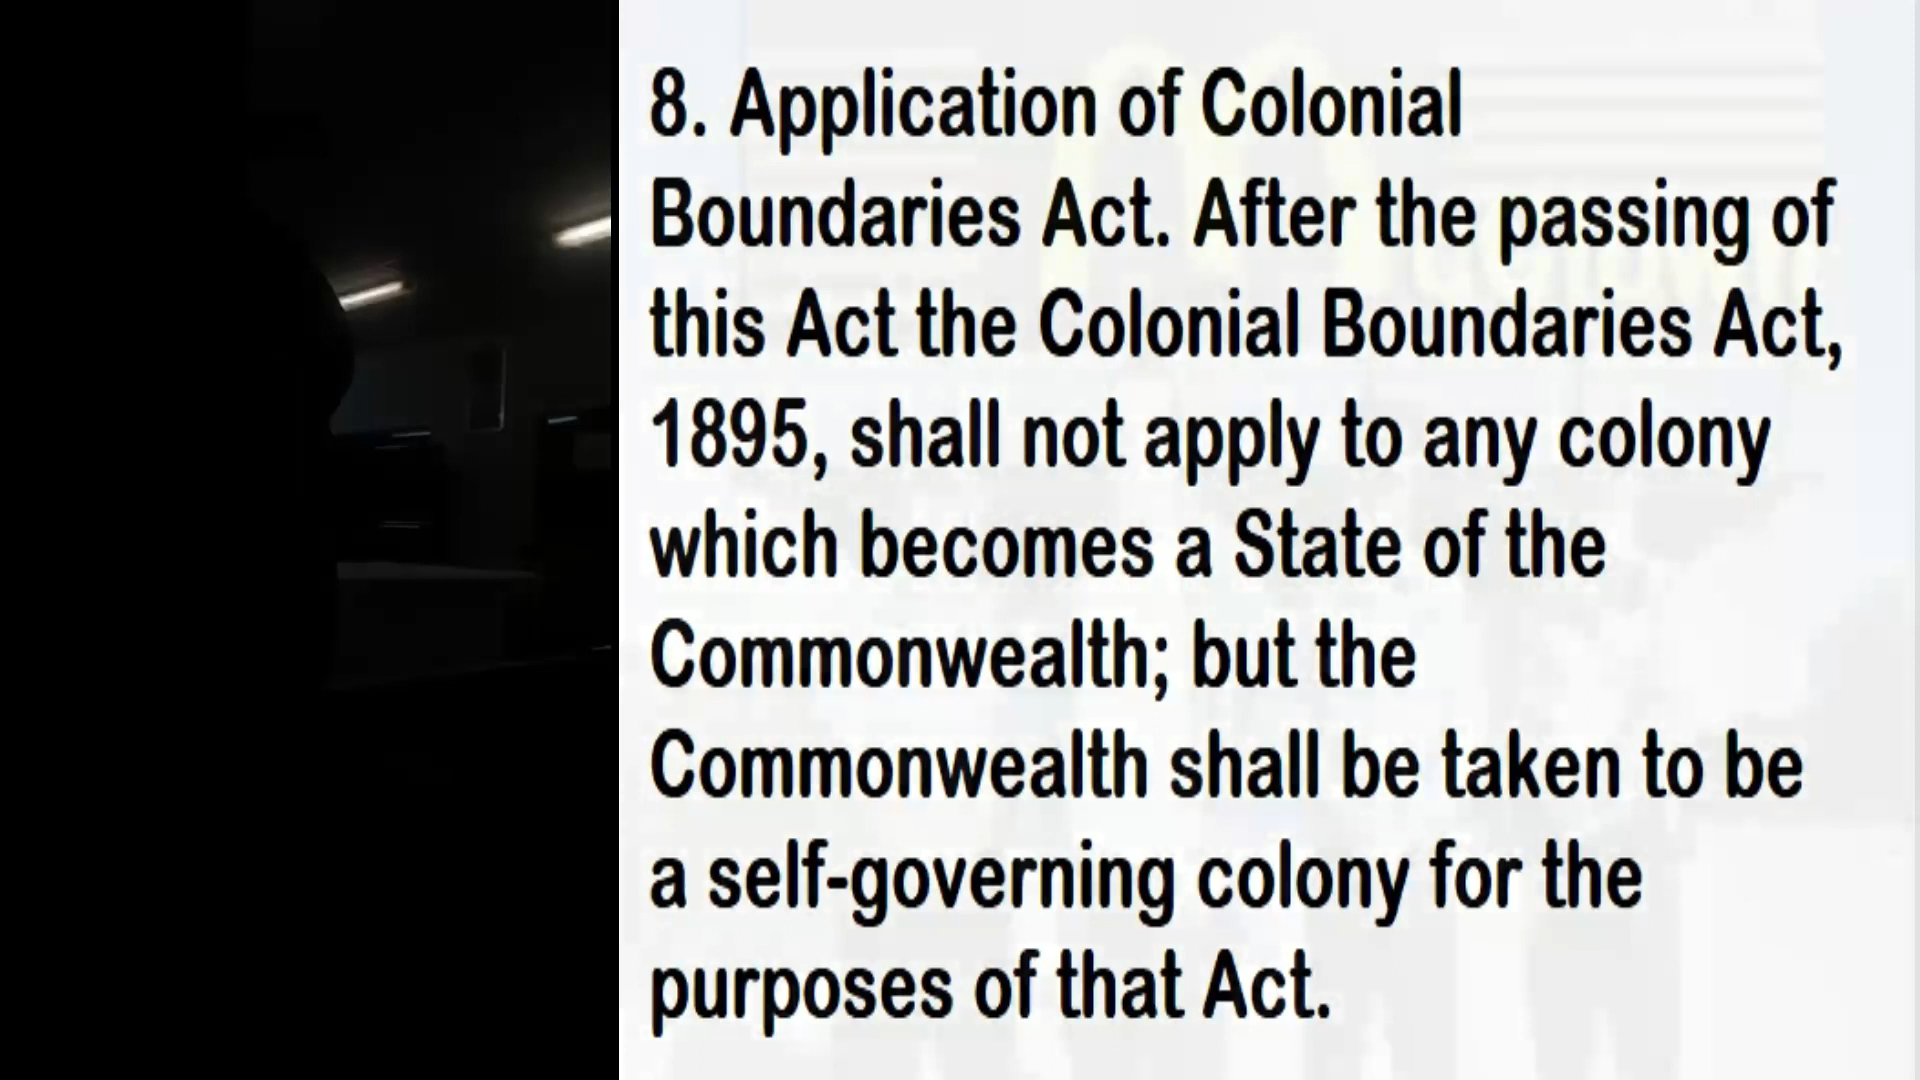 8. Application of Colonial
Boundaries Act. After the passing of
this Act the Colonial Boundaries Act,
1895, shall not apply to any colony
which becomes a State of the
Commonwealth; but the
Commonwealth shall be taken to be
a self-governing colony for the
purposes of that Act.